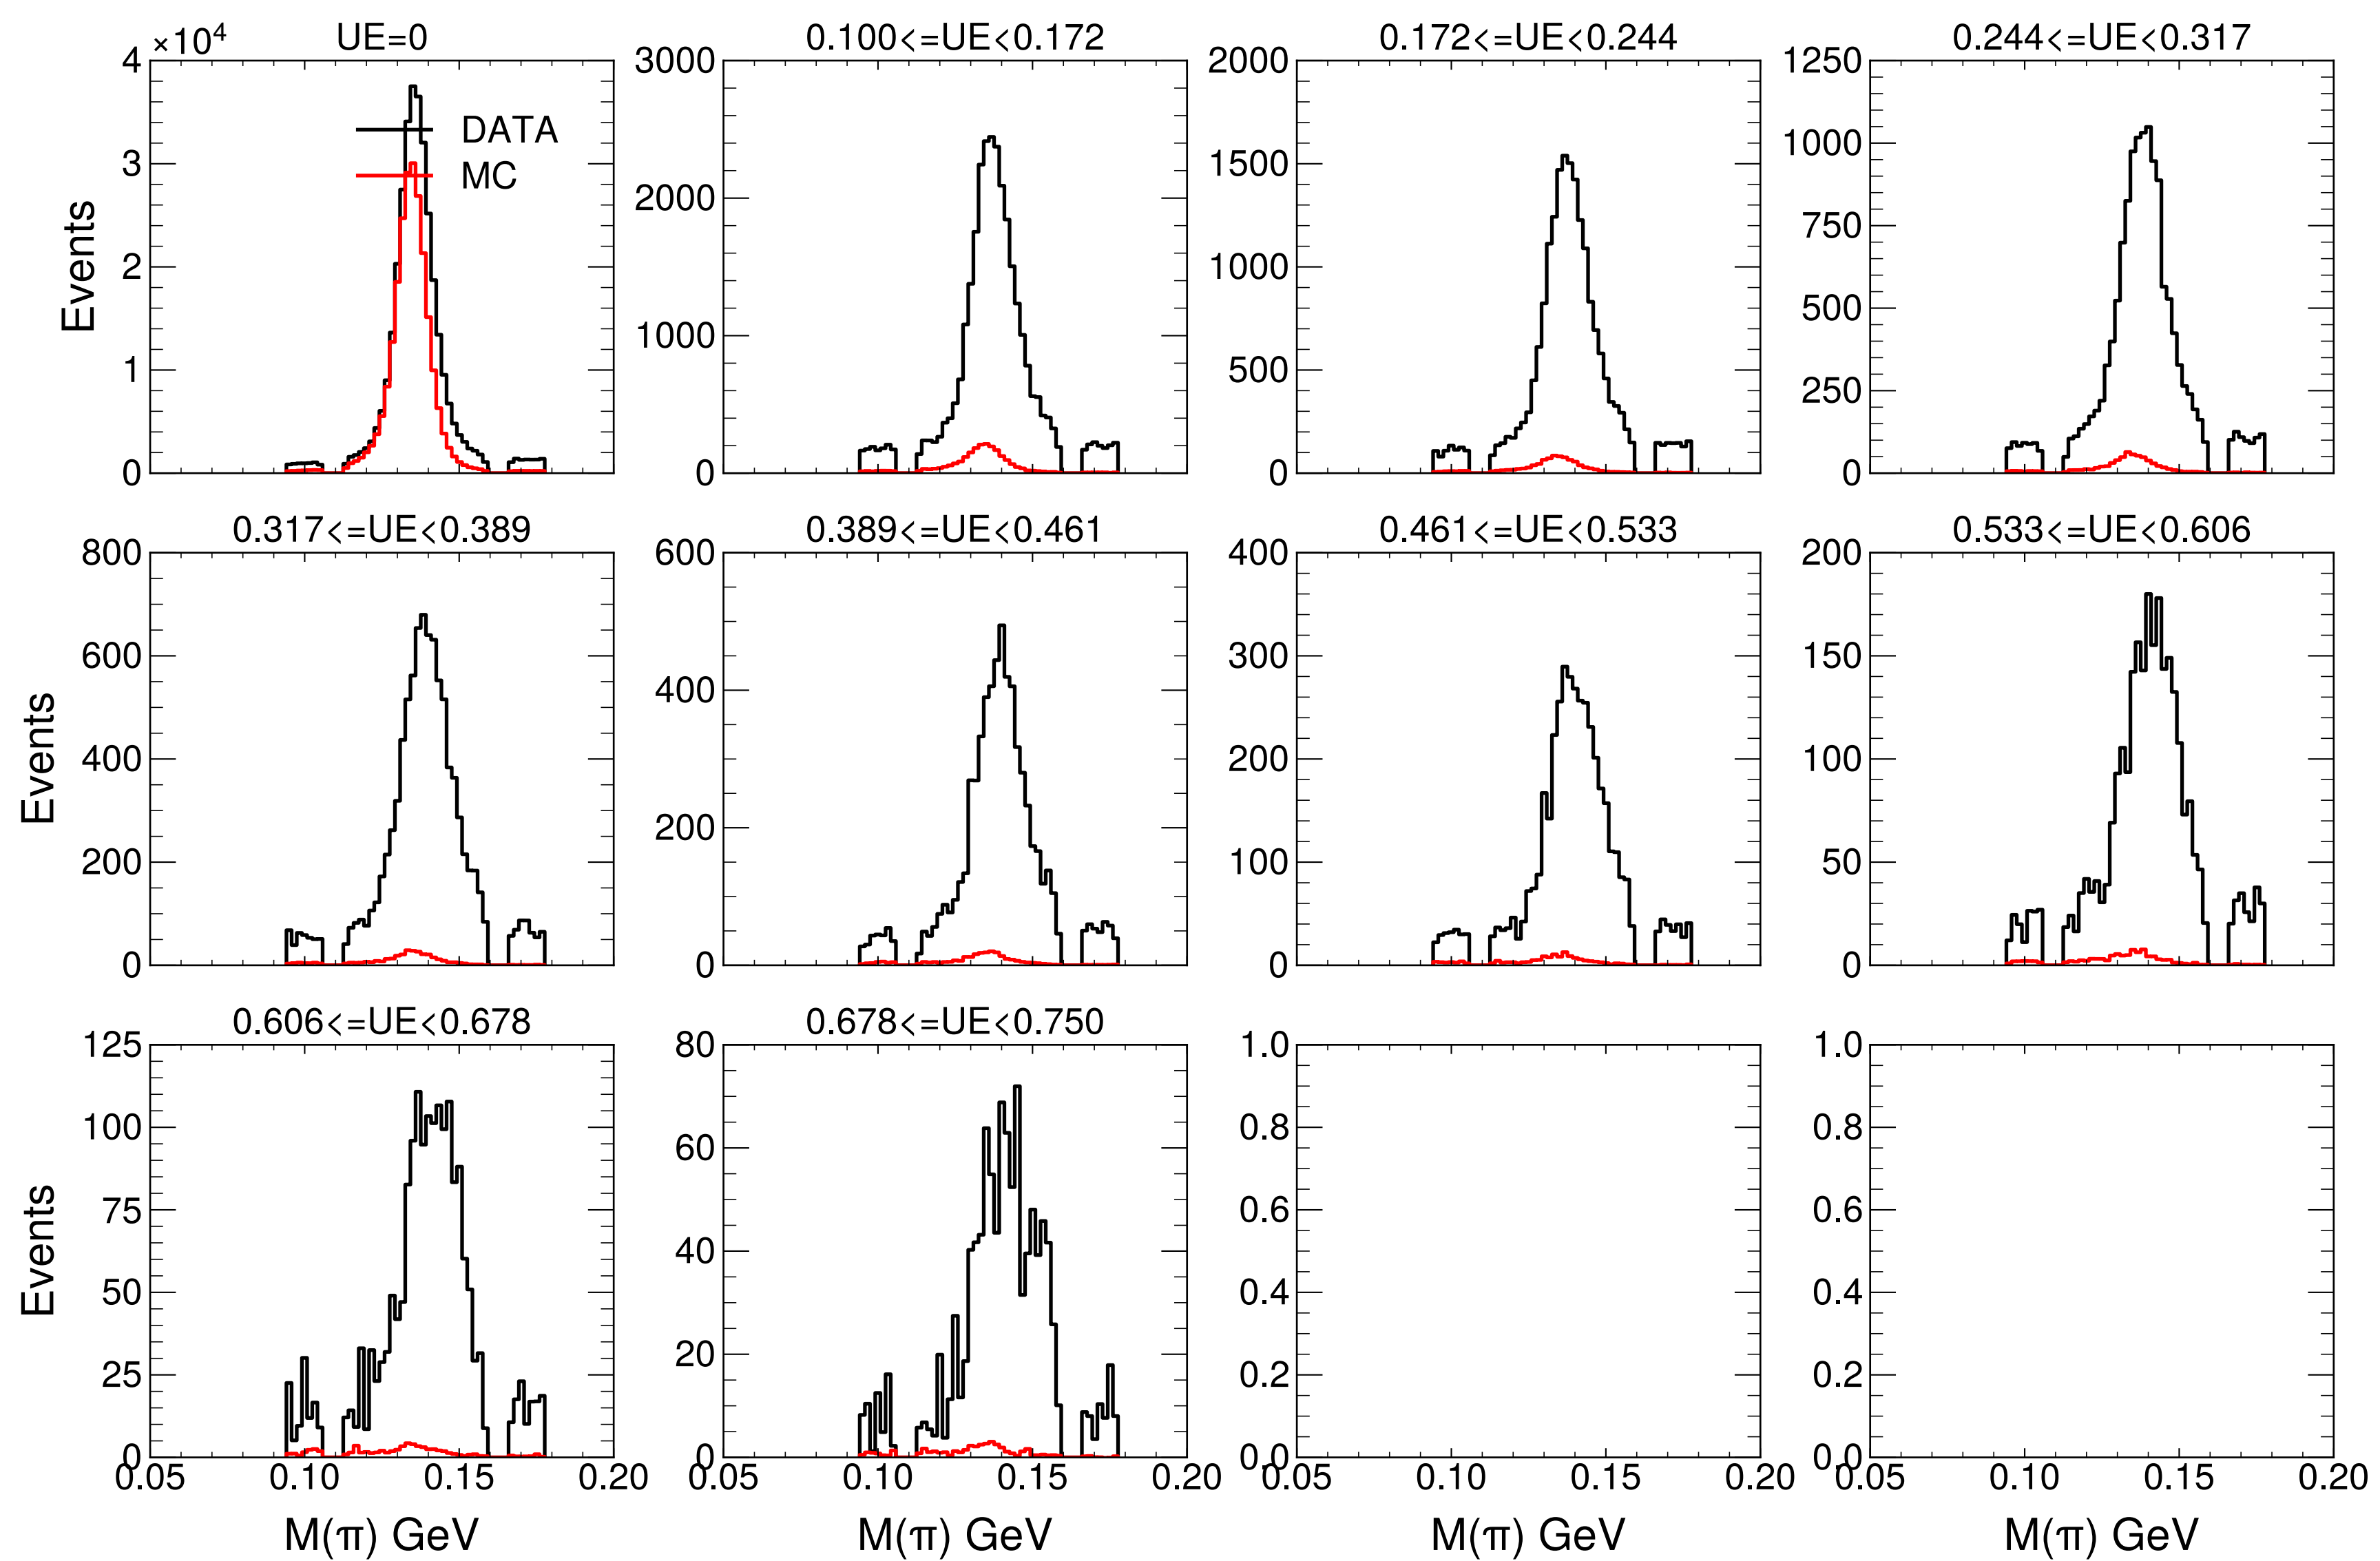 ×10⁴ UE=0
0.100<=UE<0.172
0.172<=UE<0.244
0.244<=UE<0.317
4
3
2
1
0
Events
DATA
MC
3000
2000
1000
0
2000
1500
1000
500
0
1250
1000
750
500
250
0
0.317<=UE<0.389
0.389<=UE<0.461
0.461<=UE<0.533
0.533<=UE<0.606
800
600
400
200
0
Events
600
400
200
0
400
300
200
100
0
200
150
100
50
0
0.606<=UE<0.678
0.678<=UE<0.750
125
100
75
50
25
0
Events
80
60
40
20
0
1.0
0.8
0.6
0.4
0.2
0.0
1.0
0.8
0.6
0.4
0.2
0.0
0.05 0.10 0.15 0.20
0.05 0.10 0.15 0.20
0.05 0.10 0.15 0.20
0.05 0.10 0.15 0.20
M(π) GeV
M(π) GeV
M(π) GeV
M(π) GeV